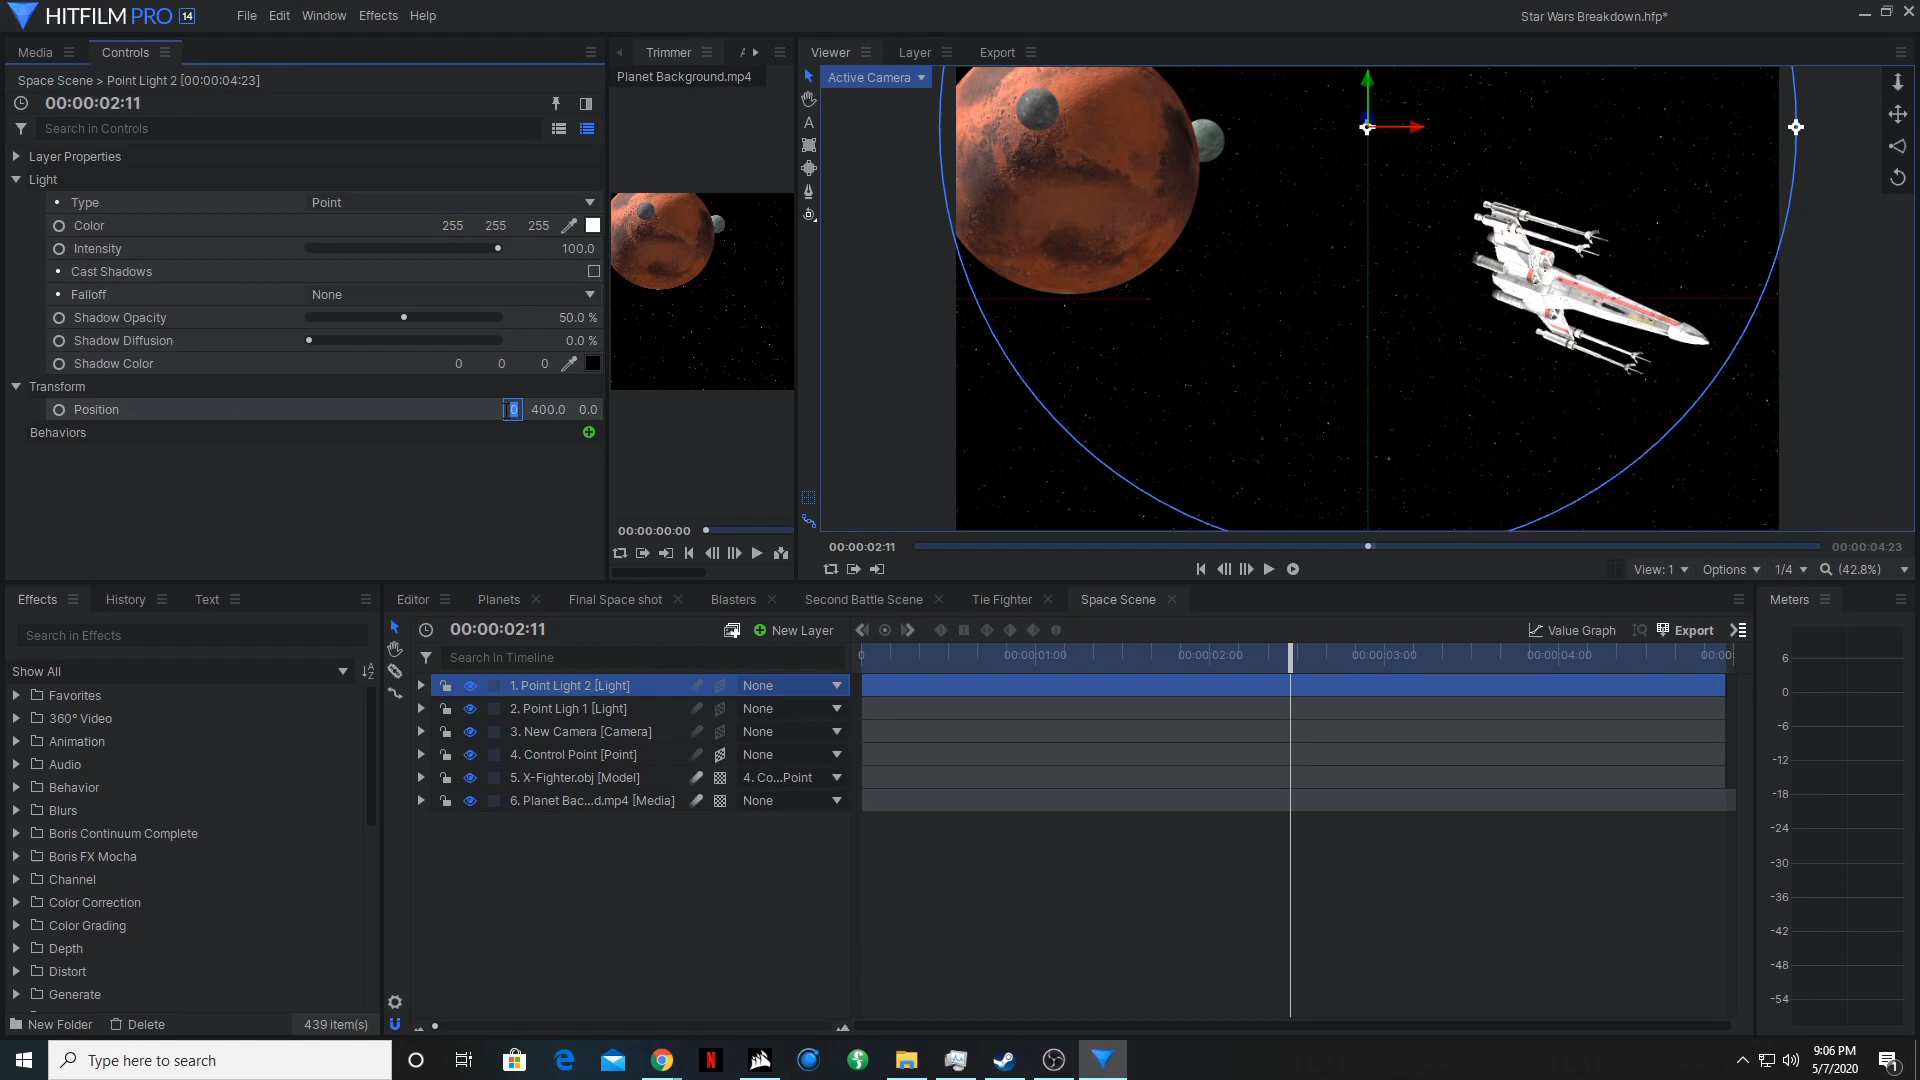 HITFILM PRO 14
File Edit Window Effects Help
Star Wars Breakdown.hfp*
Media Controls
Space Scene > Point Light 2 [00:00:04:23]
00:00:02:11
Search in Controls
Layer Properties
Light
Type Point
Color 255 255 255
Intensity 100.0
Cast Shadows
Falloff None
Shadow Opacity 50.0 %
Shadow Diffusion 0.0 %
Shadow Color 0 0 0
Transform
Position 0 400.0 0.0
Behaviors
Trimmer
Planet Background.mp4
00:00:00:00
Viewer Layer Export
Active Camera
00:00:02:11
00:00:04:23
View: 1 Options 1/4 (42.8%)
Effects History Text
Search in Effects
Show All
Favorites
360° Video
Animation
Audio
Behavior
Blurs
Boris Continuum Complete
Boris FX Mocha
Channel
Color Correction
Color Grading
Depth
Distort
Generate
New Folder Delete 439 item(s)
Editor Planets Final Space shot Blasters Second Battle Scene Tie Fighter Space Scene
00:00:02:11
New Layer
Value Graph Export
Search in Timeline
0 00:00:01:00 00:00:02:00 00:00:03:00 00:00:04:00 00:00:
1. Point Light 2 [Light] None
2. Point Ligh 1 [Light] None
3. New Camera [Camera] None
4. Control Point [Point] None
5. X-Fighter.obj [Model] 4. Co...Point
6. Planet Bac...d.mp4 [Media] None
Meters
6
0
-6
-12
-18
-24
-30
-36
-42
-48
-54
Type here to search
9:06 PM
5/7/2020
1